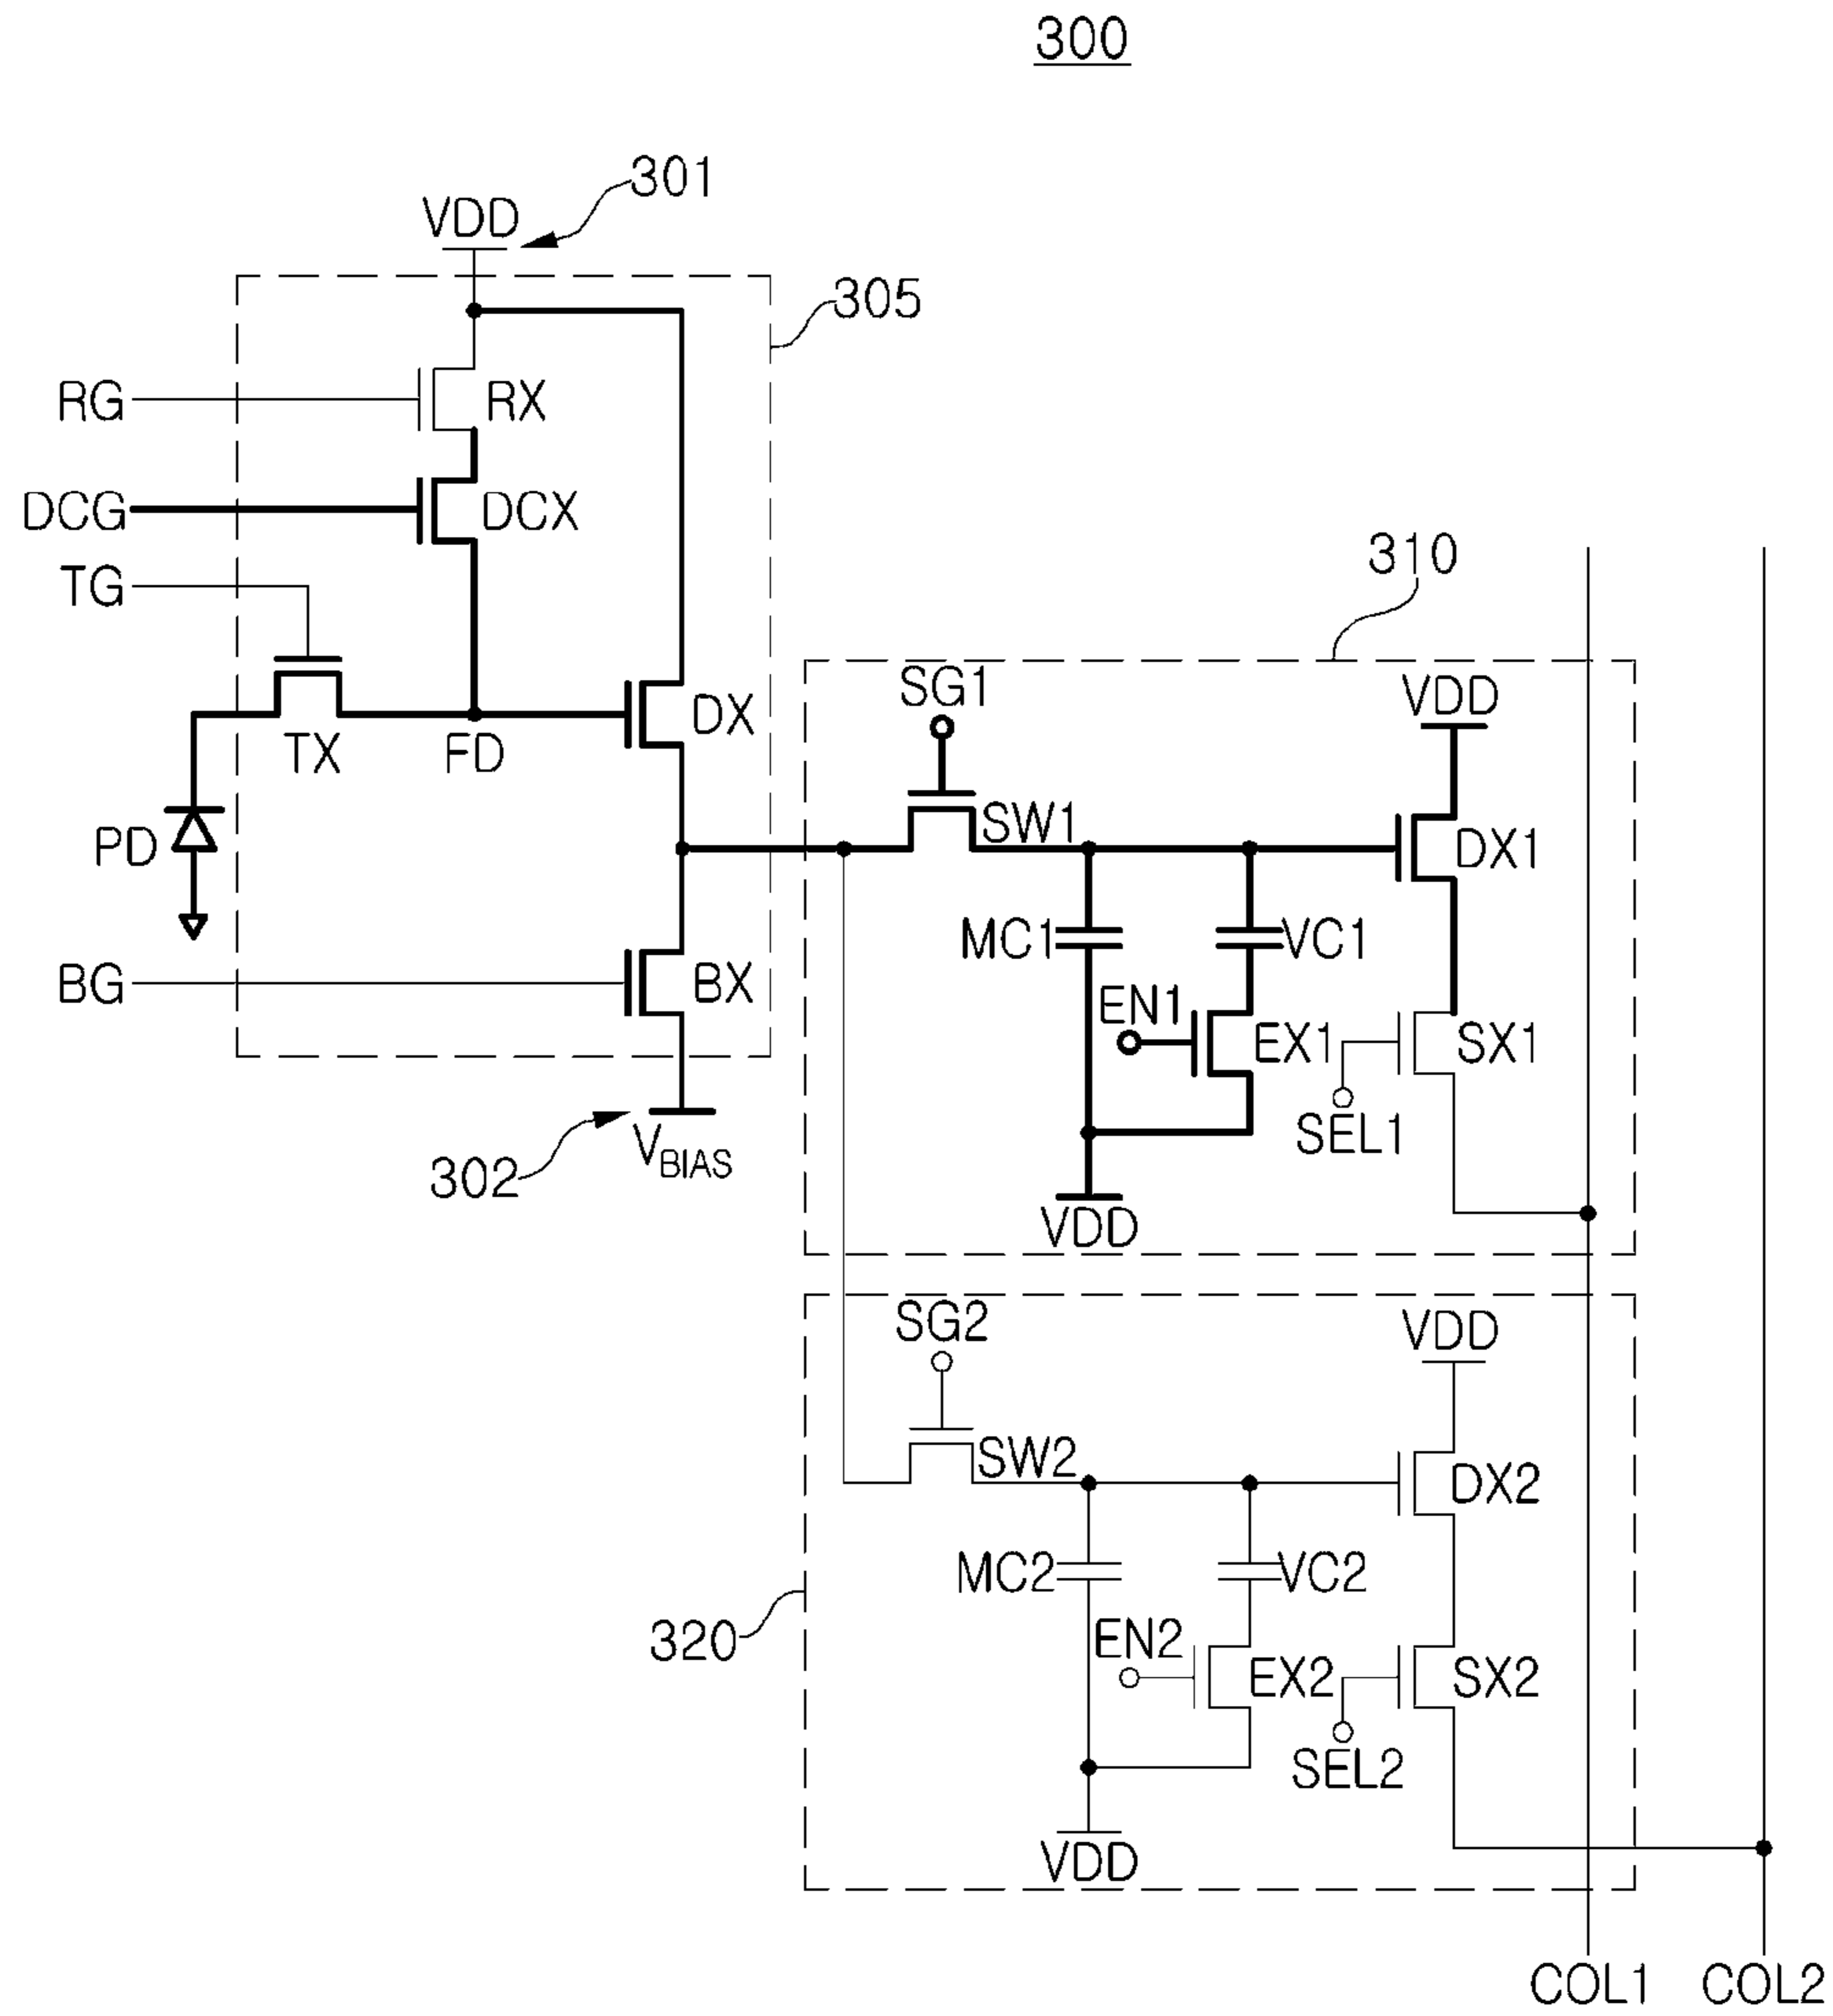 300
301
VDD
305
RG
RX
DCG
DCX
TG
310
SG1
VDD
DX
TX
FD
SW1
DX1
PD
MC1
VC1
BG
BX
EN1
EX1
SX1
SEL1
302
VBIAS
VDD
SG2
VDD
SW2
DX2
MC2
VC2
320
EN2
EX2
SX2
SEL2
VDD
COL1
COL2